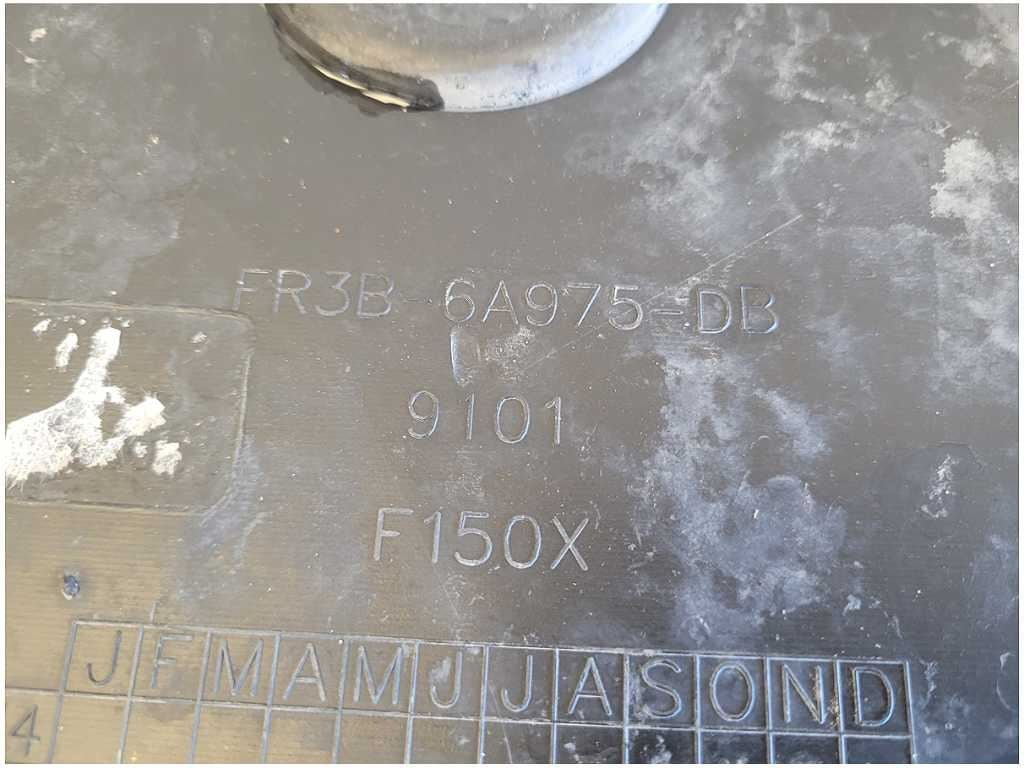 FR3B-6A975-DB
9101
F150X
J F M A M J J A S O N D
4